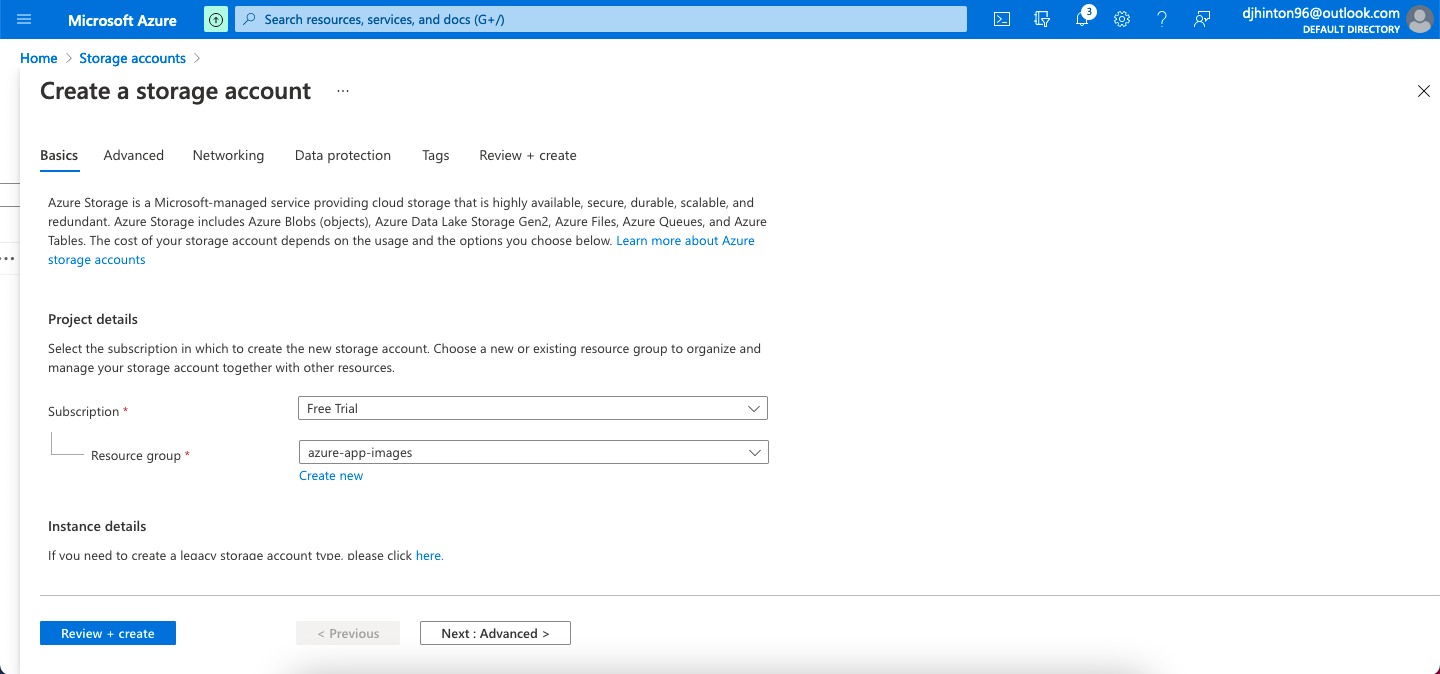 Microsoft Azure
Search resources, services, and docs (G+/)
3
djhinton96@outlook.com
DEFAULT DIRECTORY
Home > Storage accounts >
Create a storage account ...
Basics Advanced Networking Data protection Tags Review + create
Azure Storage is a Microsoft-managed service providing cloud storage that is highly available, secure, durable, scalable, and
redundant. Azure Storage includes Azure Blobs (objects), Azure Data Lake Storage Gen2, Azure Files, Azure Queues, and Azure
Tables. The cost of your storage account depends on the usage and the options you choose below. Learn more about Azure
storage accounts
Project details
Select the subscription in which to create the new storage account. Choose a new or existing resource group to organize and
manage your storage account together with other resources.
Subscription *
Free Trial
Resource group *
azure-app-images
Create new
Instance details
If you need to create a legacy storage account type, please click here.
Review + create
< Previous
Next : Advanced >